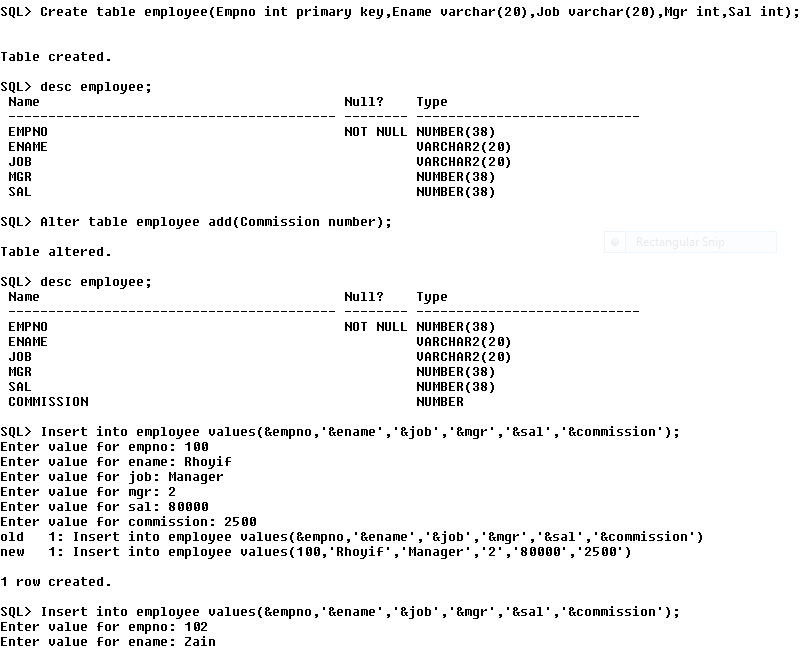 SQL> Create table employee(Empno int primary key,Ename varchar(20),Job varchar(20),Mgr int,Sal int);
Table created.
SQL> desc employee;
Name Null? Type
----------------------------------------- -------- ----------------------------
EMPNO NOT NULL NUMBER(38)
ENAME VARCHAR2(20)
JOB VARCHAR2(20)
MGR NUMBER(38)
SAL NUMBER(38)
SQL> Alter table employee add(Commission number);
Rectangular Snip
Table altered.
SQL> desc employee;
Name Null? Type
----------------------------------------- -------- ----------------------------
EMPNO NOT NULL NUMBER(38)
ENAME VARCHAR2(20)
JOB VARCHAR2(20)
MGR NUMBER(38)
SAL NUMBER(38)
COMMISSION NUMBER
SQL> Insert into employee values(&empno,'&ename','&job','&mgr','&sal','&commission');
Enter value for empno: 100
Enter value for ename: Rhoyif
Enter value for job: Manager
Enter value for mgr: 2
Enter value for sal: 80000
Enter value for commission: 2500
old 1: Insert into employee values(&empno,'&ename','&job','&mgr','&sal','&commission')
new 1: Insert into employee values(100,'Rhoyif','Manager','2','80000','2500')
1 row created.
SQL> Insert into employee values(&empno,'&ename','&job','&mgr','&sal','&commission');
Enter value for empno: 102
Enter value for ename: Zain